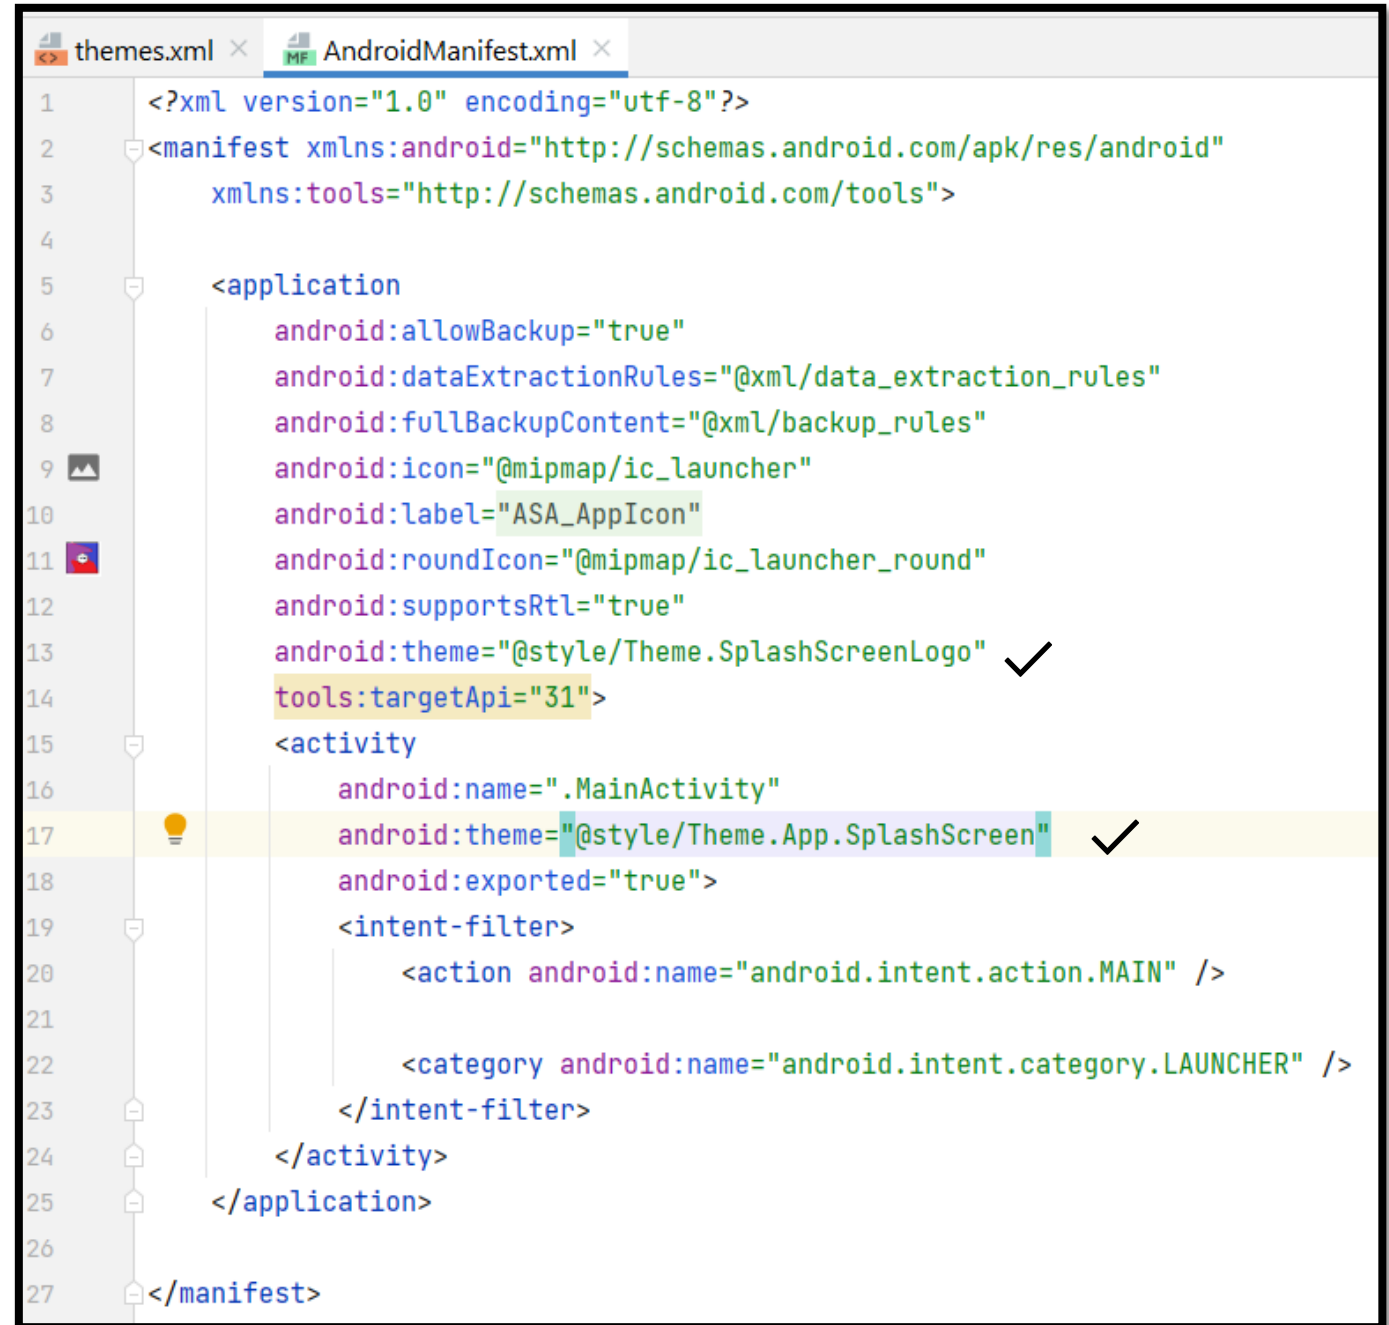 themes.xml
AndroidManifest.xml
1 <?xml version="1.0" encoding="utf-8"?>
2 <manifest xmlns:android="http://schemas.android.com/apk/res/android"
3 xmlns:tools="http://schemas.android.com/tools">
4
5 <application
6 android:allowBackup="true"
7 android:dataExtractionRules="@xml/data_extraction_rules"
8 android:fullBackupContent="@xml/backup_rules"
9 android:icon="@mipmap/ic_launcher"
10 android:label="ASA_AppIcon"
11 android:roundIcon="@mipmap/ic_launcher_round"
12 android:supportsRtl="true"
13 android:theme="@style/Theme.SplashScreenLogo"
14 tools:targetApi="31">
15 <activity
16 android:name=".MainActivity"
17 android:theme="@style/Theme.App.SplashScreen"
18 android:exported="true">
19 <intent-filter>
20 <action android:name="android.intent.action.MAIN" />
21
22 <category android:name="android.intent.category.LAUNCHER" />
23 </intent-filter>
24 </activity>
25 </application>
26
27 </manifest>